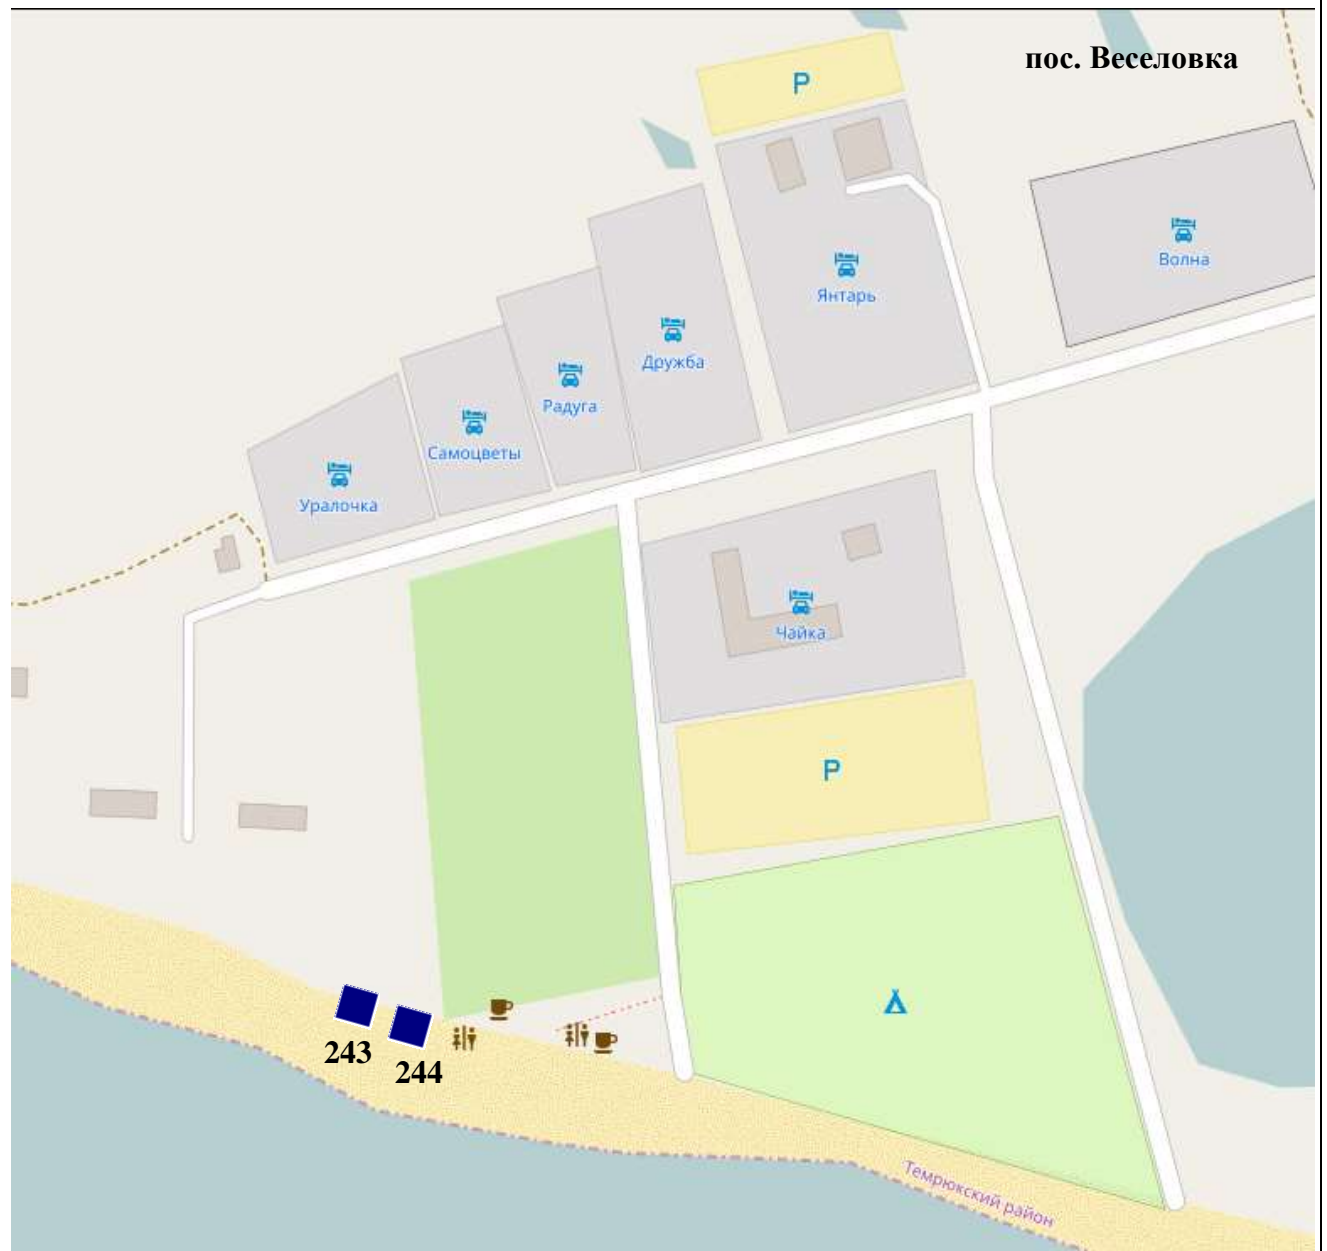 пос. Веселовка
P
Волна
Янтарь
Дружба
Радуга
Самоцветы
Уралочка
Чайка
P
243
244
Темрюкский район